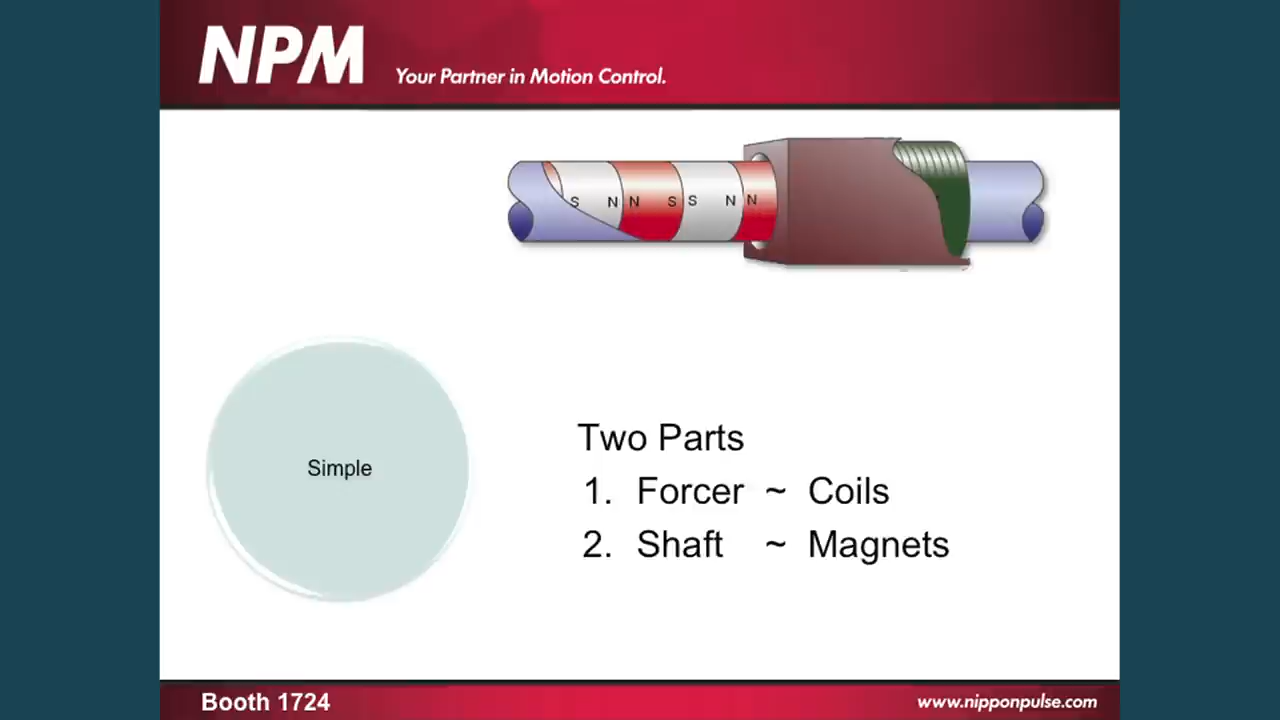 NPM
Your Partner in Motion Control.
S N N S S N N
Simple
Two Parts
1. Forcer ~ Coils
2. Shaft ~ Magnets
Booth 1724
www.nipponpulse.com